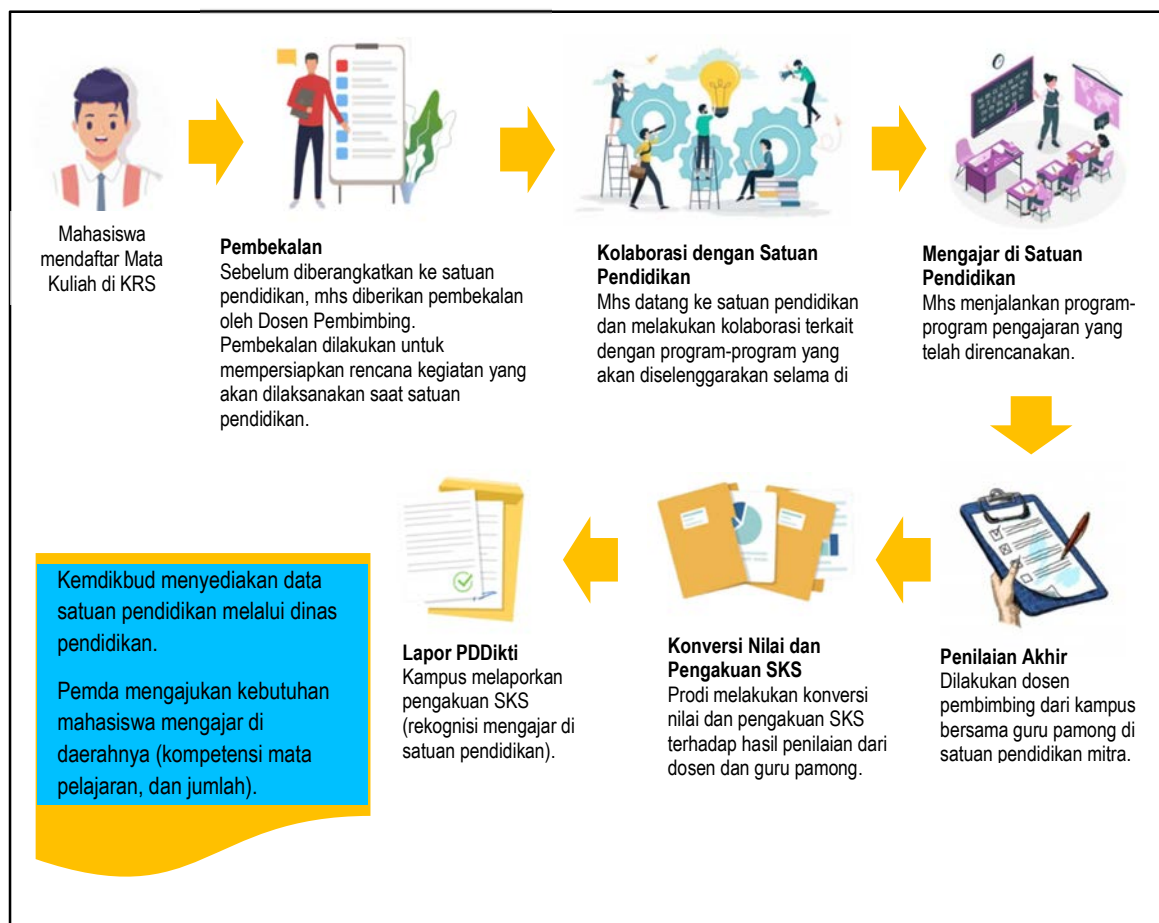 Mahasiswa
mendaftar Mata
Kuliah di KRS
Pembekalan
Sebelum diberangkatkan ke satuan
pendidikan, mhs diberikan pembekalan
oleh Dosen Pembimbing.
Pembekalan dilakukan untuk
mempersiapkan rencana kegiatan yang
akan dilaksanakan saat satuan
pendidikan.
Kolaborasi dengan Satuan
Pendidikan
Mhs datang ke satuan pendidikan
dan melakukan kolaborasi terkait
dengan program-program yang
akan diselenggarakan selama di
Mengajar di Satuan
Pendidikan
Mhs menjalankan program-
program pengajaran yang
telah direncanakan.
Penilaian Akhir
Dilakukan dosen
pembimbing dari kampus
bersama guru pamong di
satuan pendidikan mitra.
Konversi Nilai dan
Pengakuan SKS
Prodi melakukan konversi
nilai dan pengakuan SKS
terhadap hasil penilaian dari
dosen dan guru pamong.
Lapor PDDikti
Kampus melaporkan
pengakuan SKS
(rekognisi mengajar di
satuan pendidikan).
Kemdikbud menyediakan data
satuan pendidikan melalui dinas
pendidikan.
Pemda mengajukan kebutuhan
mahasiswa mengajar di
daerahnya (kompetensi mata
pelajaran, dan jumlah).